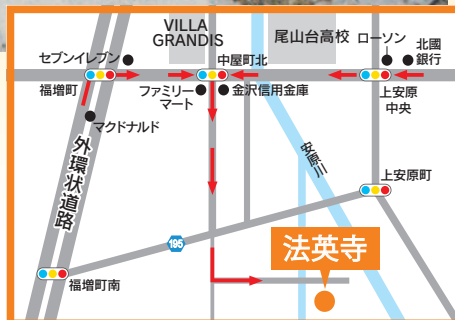 VILLA
GRANDIS
尾山台高校
セブンイレブン
中屋町北
ローソン
北國
銀行
福増町
ファミリー
マート
金沢信用金庫
上安原
中央
マクドナルド
外環状道路
安原川
上安原町
195
法英寺
福増町南